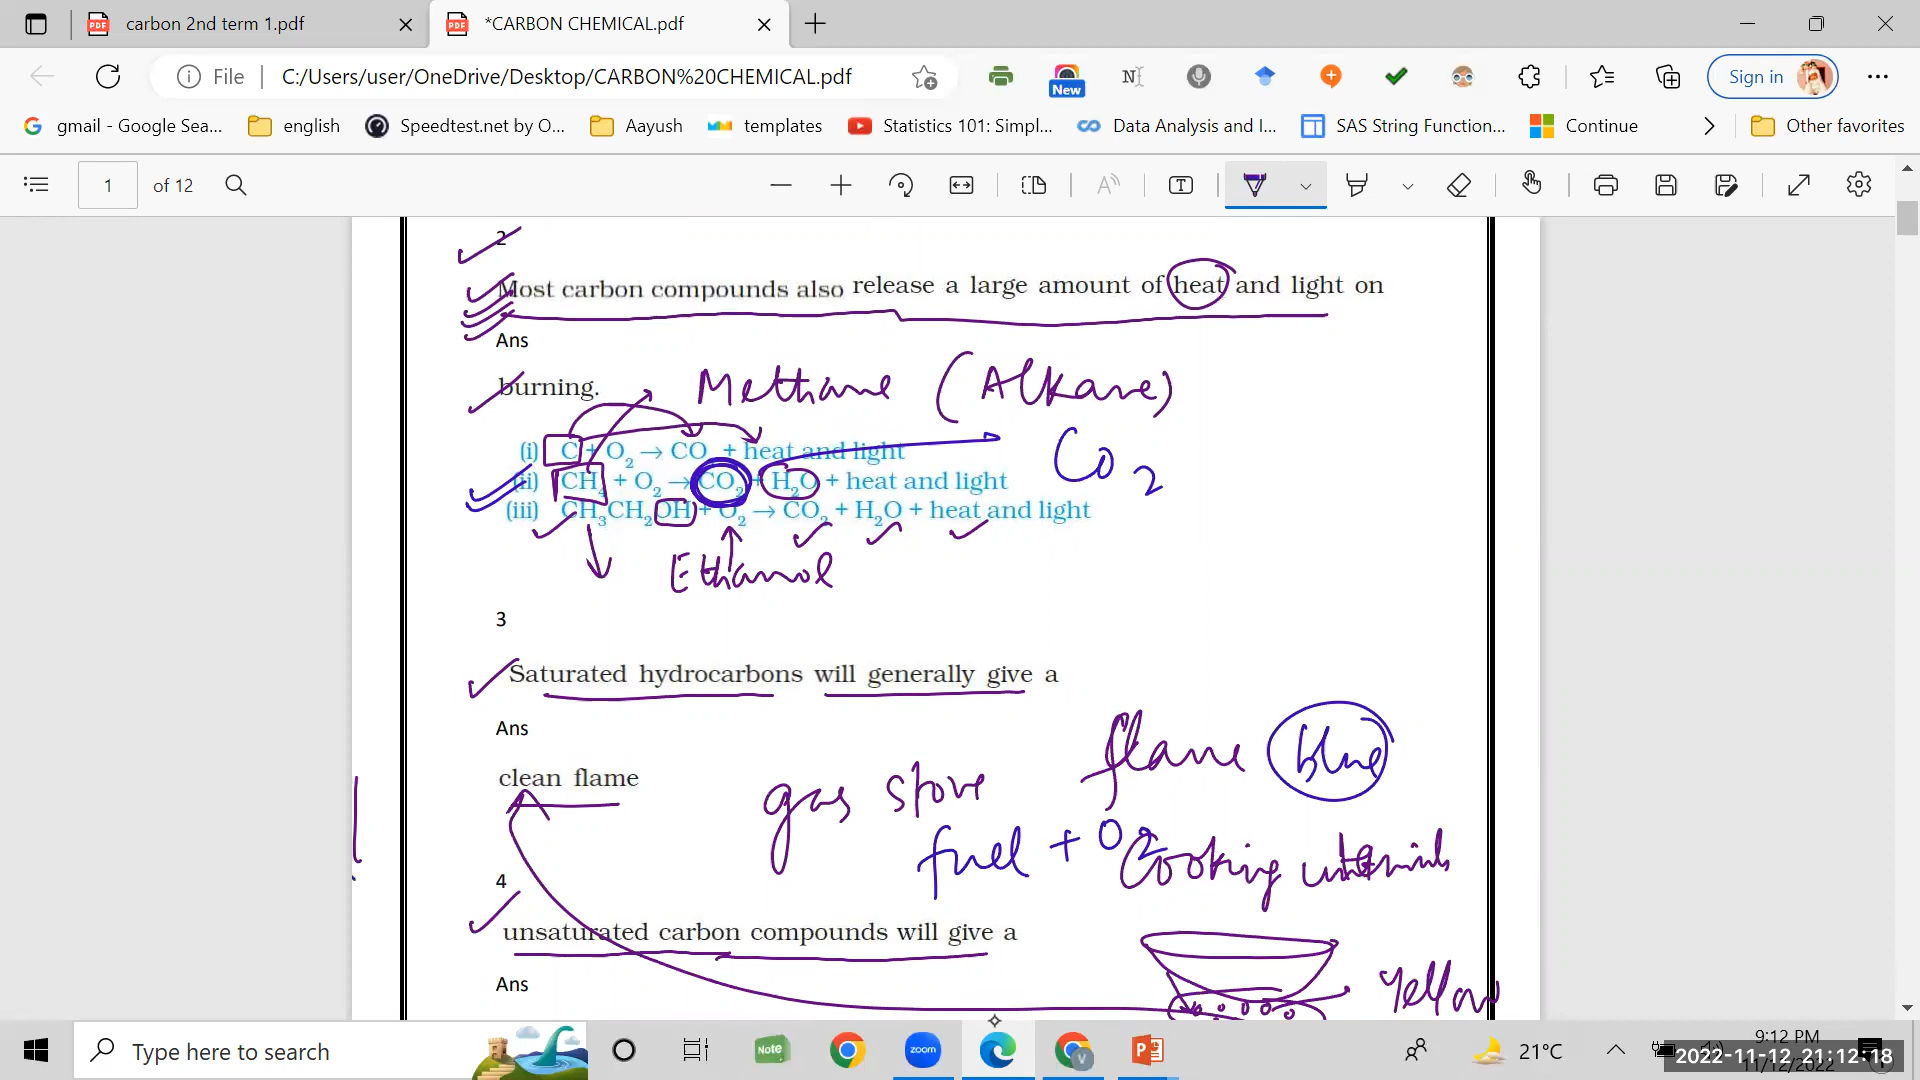 carbon 2nd term 1.pdf
*CARBON CHEMICAL.pdf
File
C:/Users/user/OneDrive/Desktop/CARBON%20CHEMICAL.pdf
New
Sign in
gmail - Google Sea...
english
Speedtest.net by O...
Aayush
templates
Statistics 101: Simpl...
Data Analysis and I...
SAS String Function...
Continue
Other favorites
1 of 12
2
Most carbon compounds also release a large amount of heat and light on
Ans
burning.
Methane (Alkane)
(i) C + O2 → CO + heat and light
CO2
(ii) CH4 + O2 → CO2 + H2O + heat and light
(iii) CH3CH2OH + O2 → CO2 + H2O + heat and light
Ethanol
3
Saturated hydrocarbons will generally give a
Ans
flame blue
clean flame
gas stove
fuel + O2
Cooking
4
unsaturated carbon compounds will give a
Ans
Yellow
Type here to search
Note
zoom
V
21°C
9:12 PM
11/12/2022
2022-11-12 21:12:18